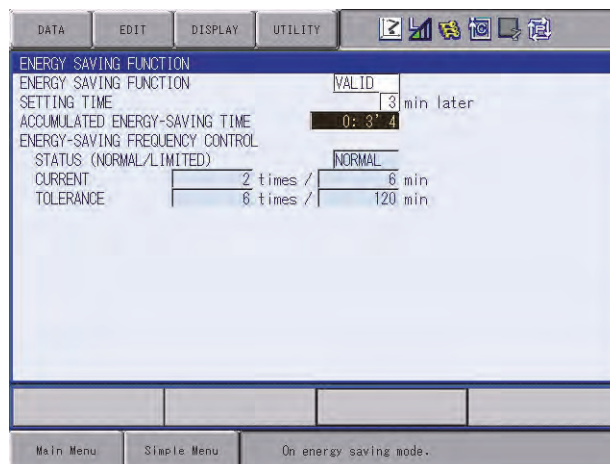 DATA EDIT DISPLAY UTILITY
ENERGY SAVING FUNCTION
ENERGY SAVING FUNCTION VALID
SETTING TIME 3 min later
ACCUMULATED ENERGY-SAVING TIME 0: 3' 4
ENERGY-SAVING FREQUENCY CONTROL
STATUS (NORMAL/LIMITED) NORMAL
CURRENT 2 times / 6 min
TOLERANCE 6 times / 120 min
Main Menu Simple Menu On energy saving mode.